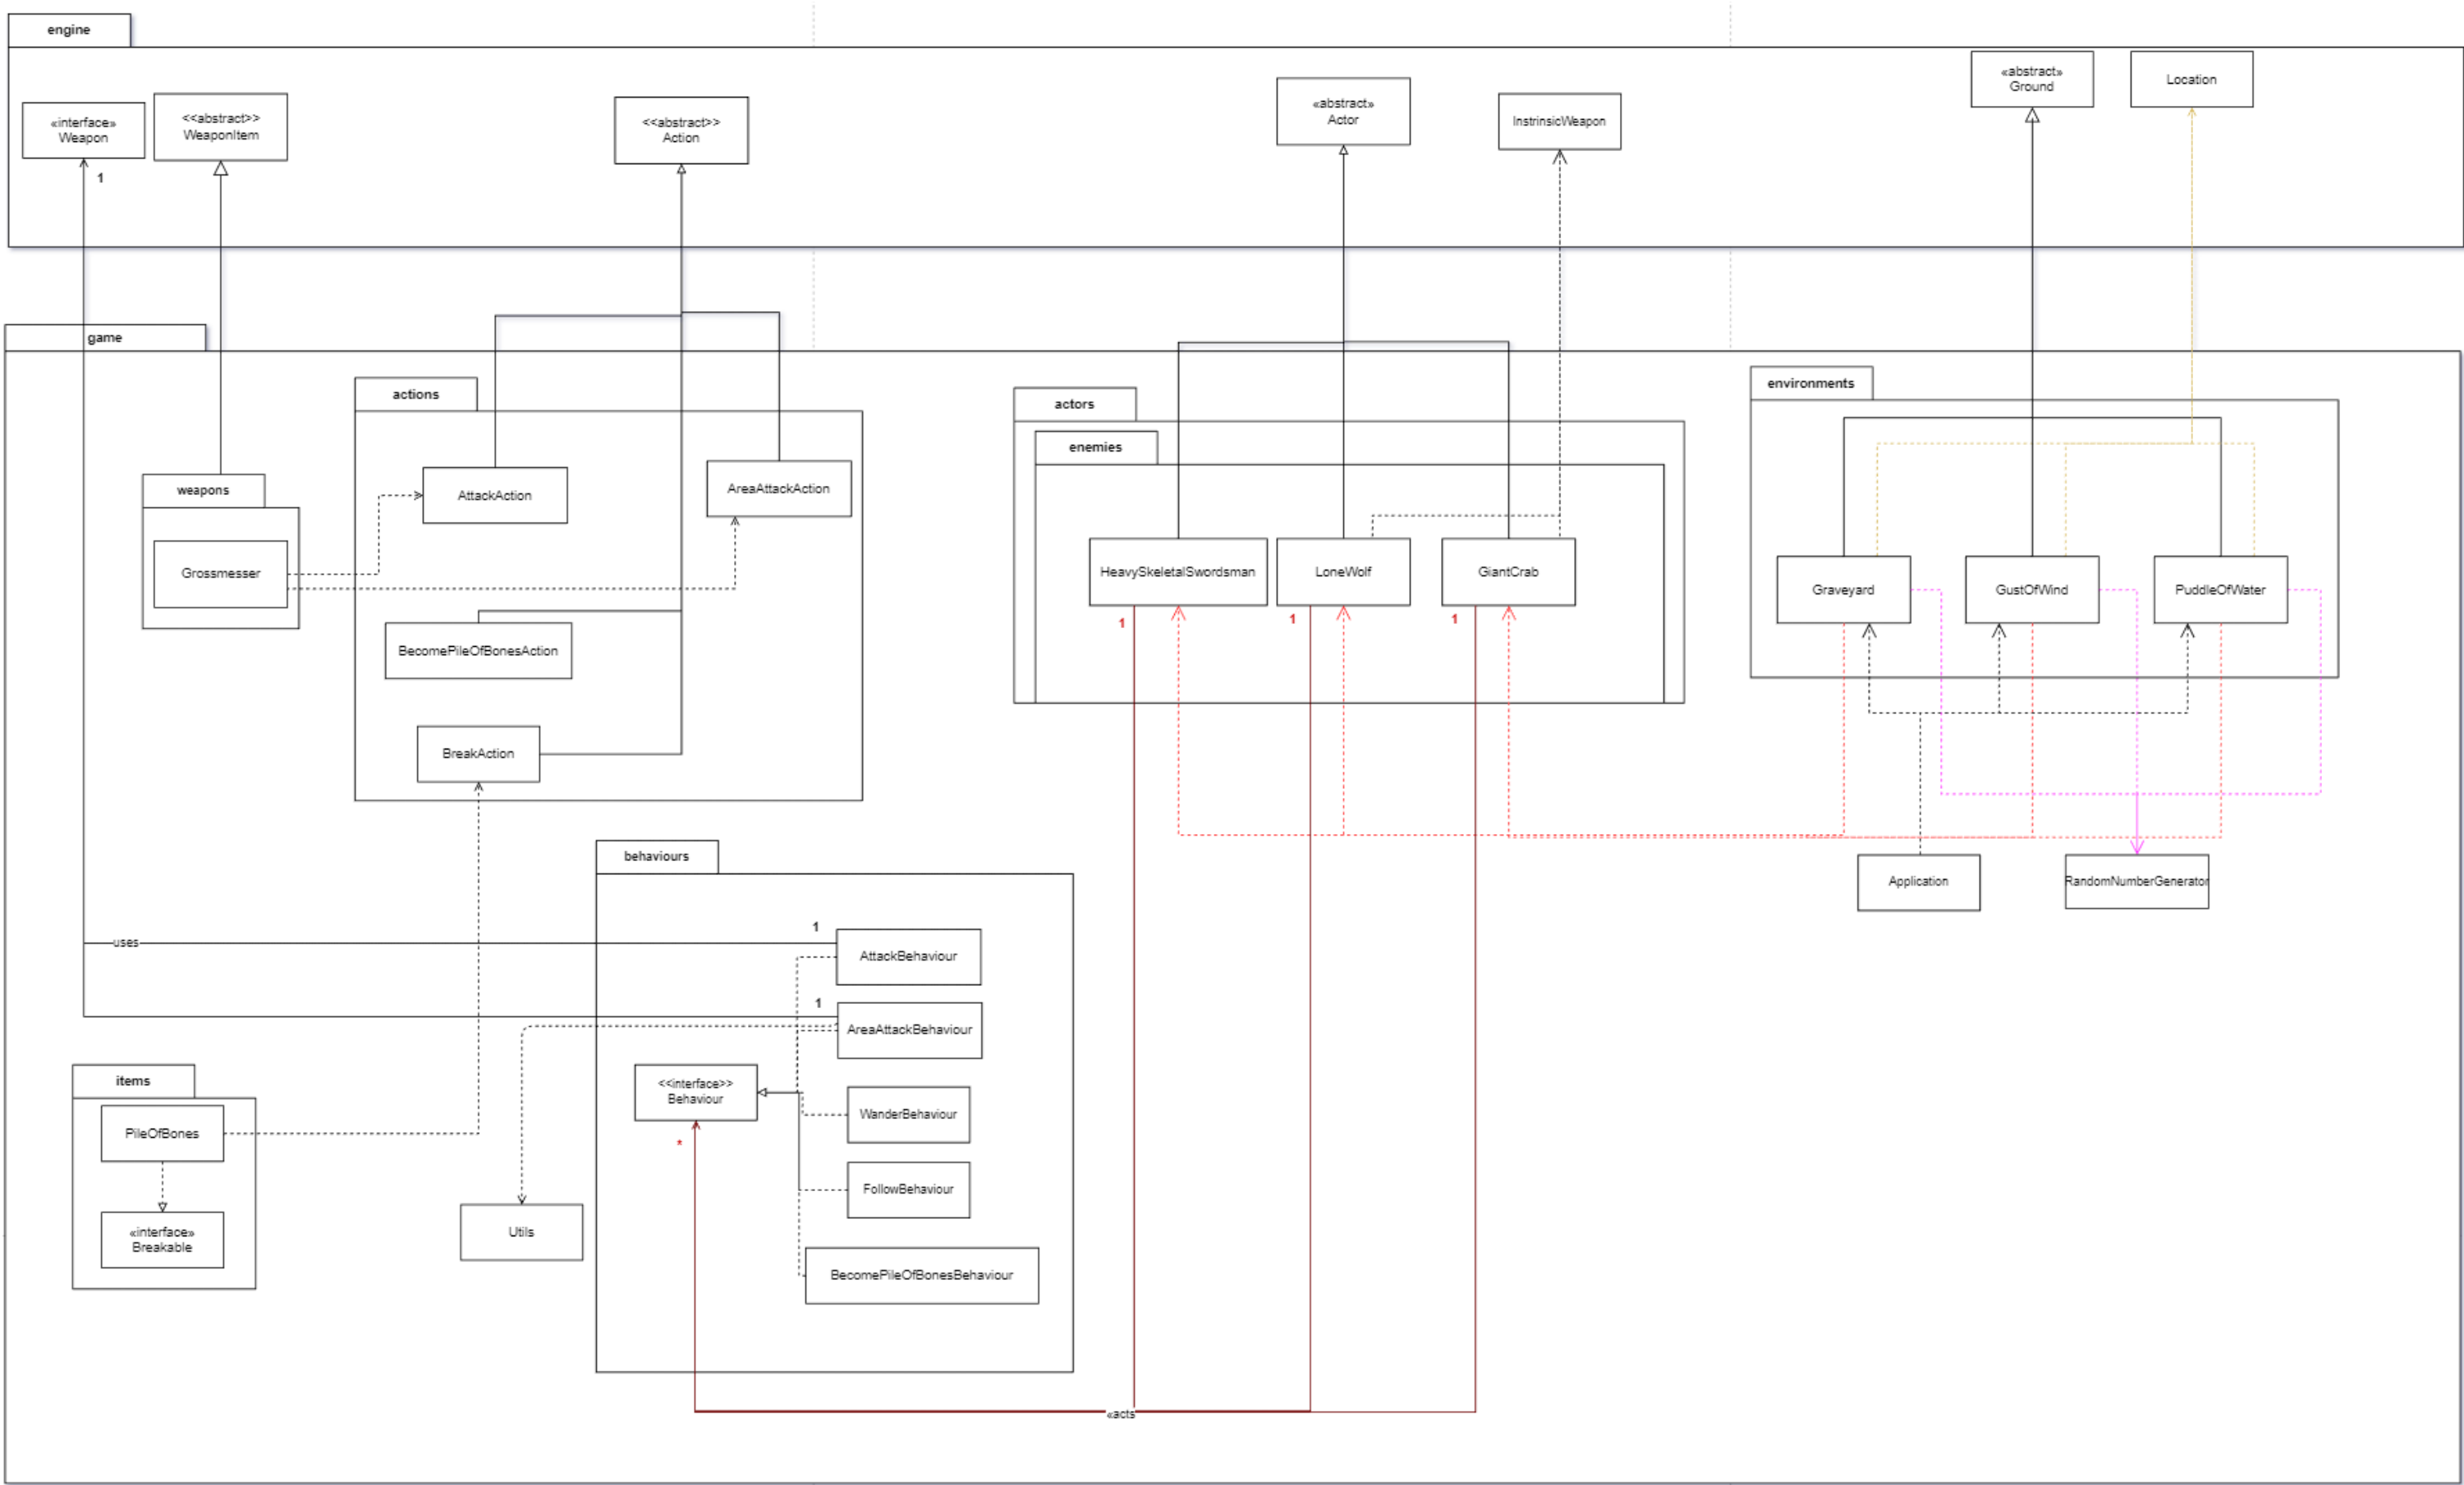 engine
«interface»
Weapon
<<abstract>>
WeaponItem
<<abstract>>
Action
«abstract»
Actor
InstrinsicWeapon
«abstract»
Ground
Location
1
game
actions
actors
enemies
environments
weapons
AttackAction
AreaAttackAction
Grossmesser
HeavySkeletalSwordsman
LoneWolf
GiantCrab
Graveyard
GustOfWind
PuddleOfWater
1
1
1
BecomePileOfBonesAction
BreakAction
behaviours
Application
RandomNumberGenerator
uses
1
AttackBehaviour
1
AreaAttackBehaviour
items
<<interface>>
Behaviour
WanderBehaviour
PileOfBones
*
FollowBehaviour
«interface»
Breakable
Utils
BecomePileOfBonesBehaviour
«acts